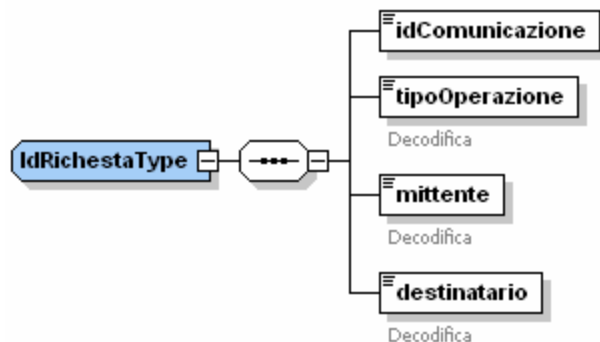 idComunicazione
tipoOperazione
Decodifica
IdRichestaType
mittente
Decodifica
destinatario
Decodifica